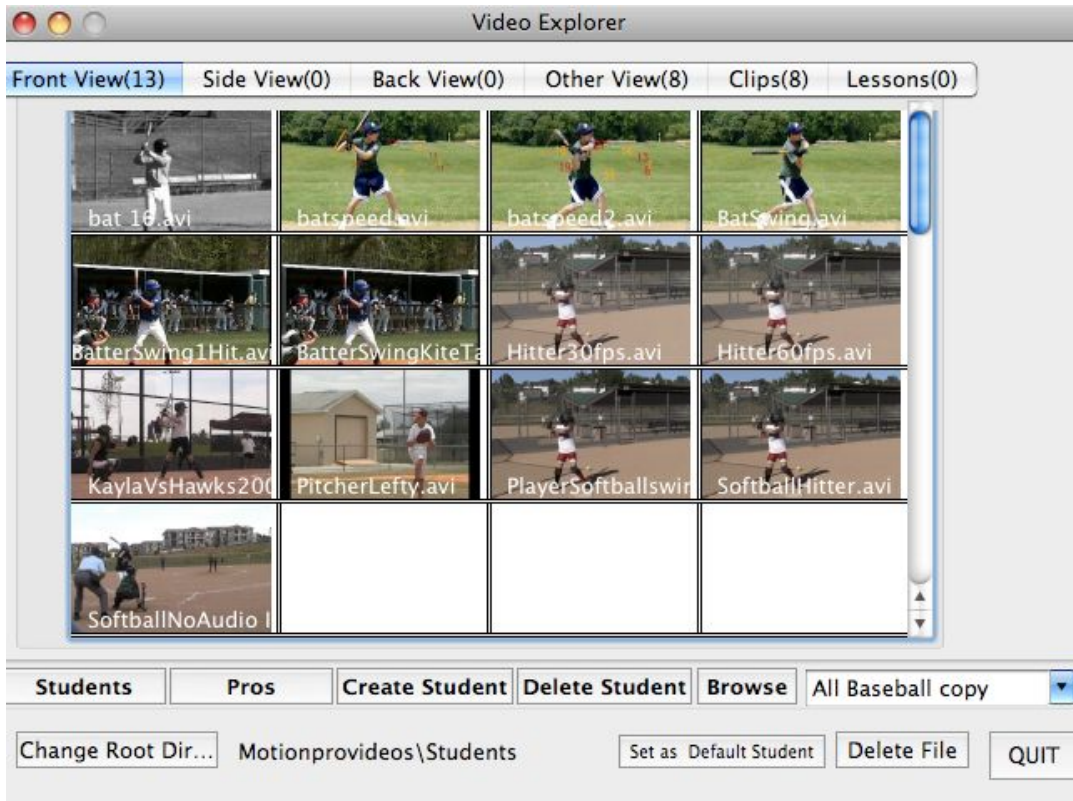 Video Explorer
Front View(13) Side View(0) Back View(0) Other View(8) Clips(8) Lessons(0)
bat 16.avi batspeed.avi batspeed2.avi BatSwing.avi
BatterSwing1Hit.avi BatterSwingKiteTa Hitter30fps.avi Hitter60fps.avi
KaylaVsHawks200 PitcherLefty.avi PlayerSoftballswin SoftballHitter.avi
SoftballNoAudio I
Students Pros Create Student Delete Student Browse All Baseball copy
Change Root Dir... Motionprovideos\Students Set as Default Student Delete File QUIT